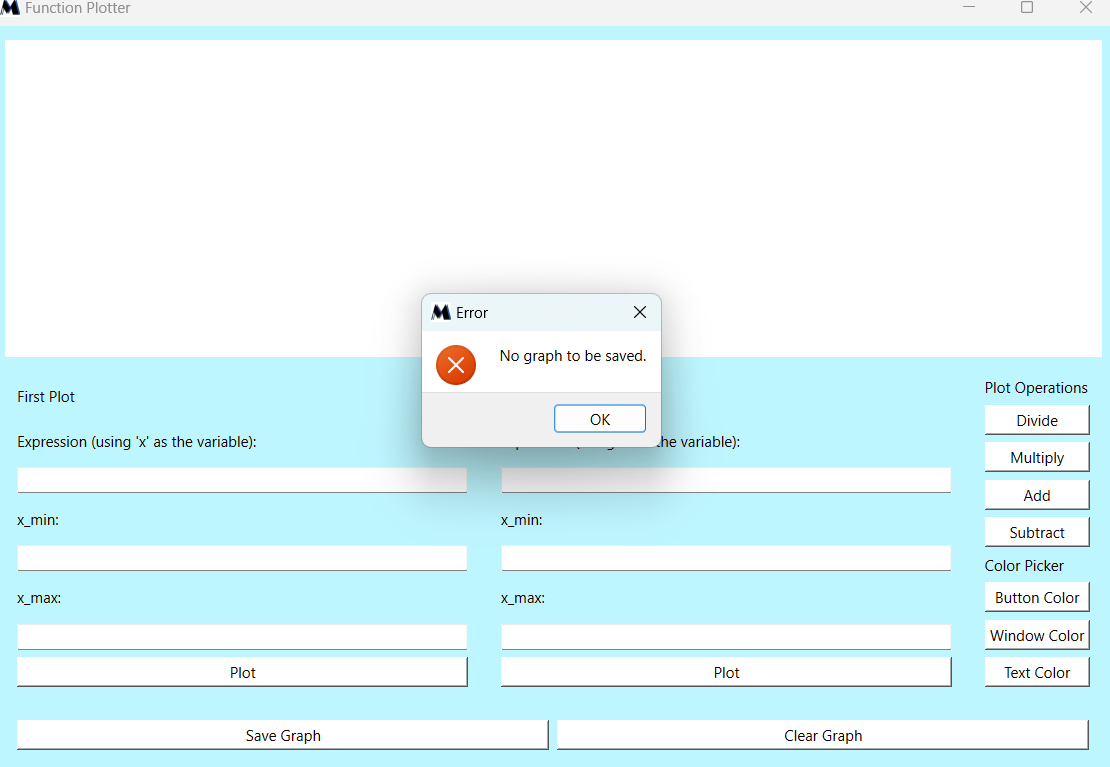 Function Plotter
Error
No graph to be saved.
OK
First Plot
Expression (using 'x' as the variable):
x_min:
x_max:
Plot
the variable):
x_min:
x_max:
Plot
Plot Operations
Divide
Multiply
Add
Subtract
Color Picker
Button Color
Window Color
Text Color
Save Graph
Clear Graph